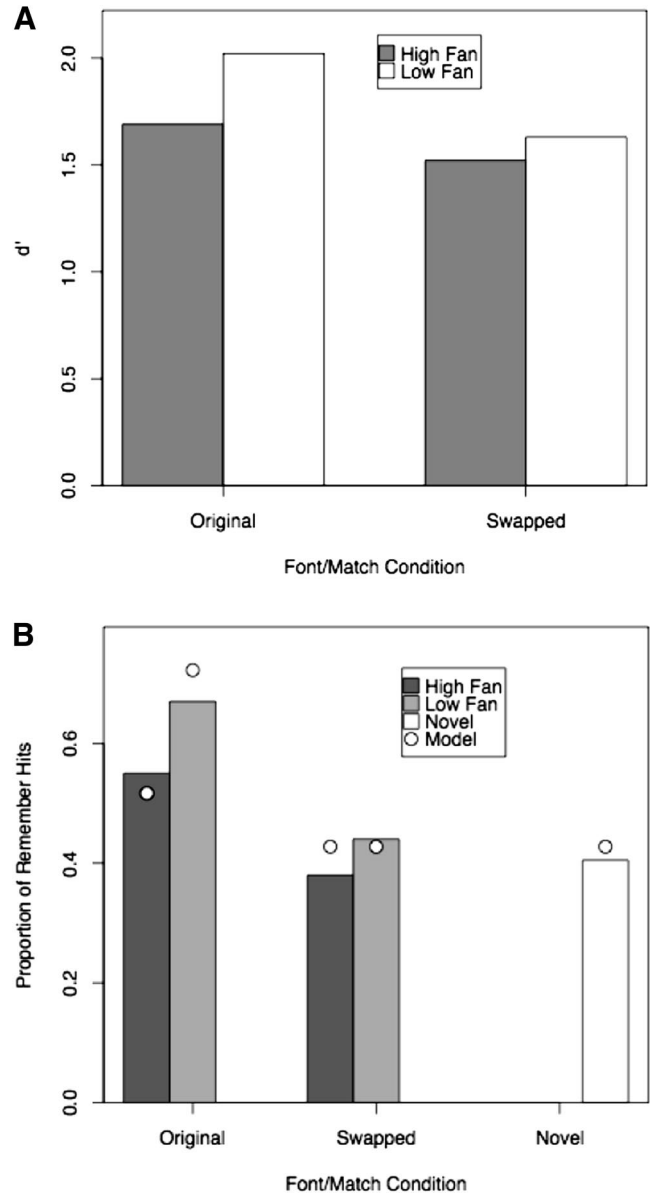 A
d'
2.0
1.5
1.0
0.5
0.0
High Fan
Low Fan
Original
Swapped
Font/Match Condition
B
Proportion of Remember Hits
0.6
0.4
0.2
0.0
High Fan
Low Fan
Novel
Model
Original
Swapped
Novel
Font/Match Condition